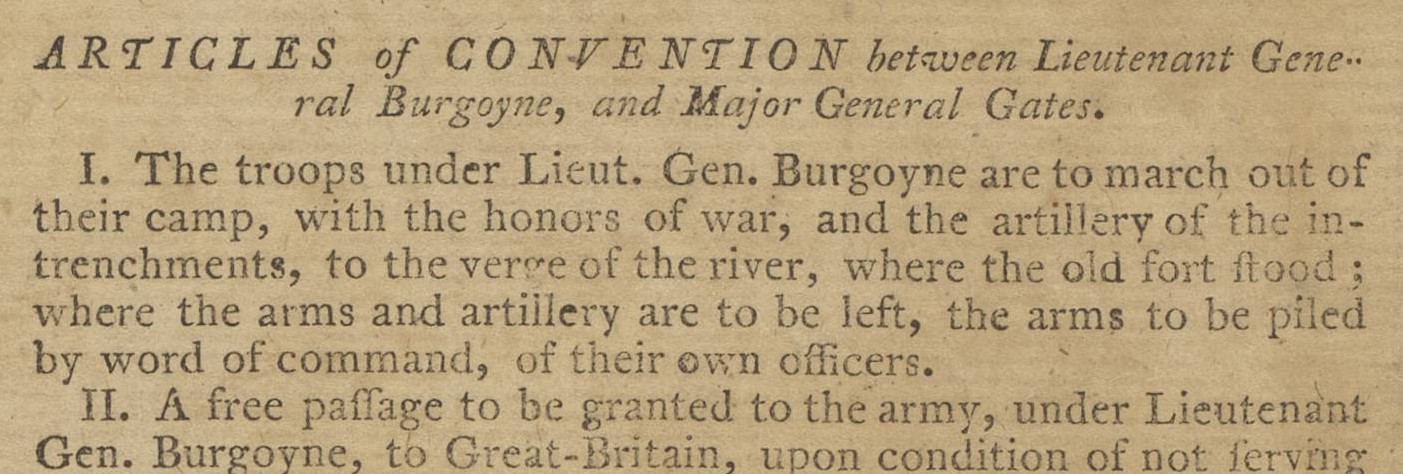 ARTICLES of CONVENTION between Lieutenant Gene-
ral Burgoyne, and Major General Gates.
I. The troops under Lieut. Gen. Burgoyne are to march out of
their camp, with the honors of war, and the artillery of the in-
trenchments, to the verge of the river, where the old fort ſtood ;
where the arms and artillery are to be left, the arms to be piled
by word of command, of their own officers.
II. A free paſſage to be granted to the army, under Lieutenant
Gen. Burgoyne, to Great-Britain, upon condition of not ſerving